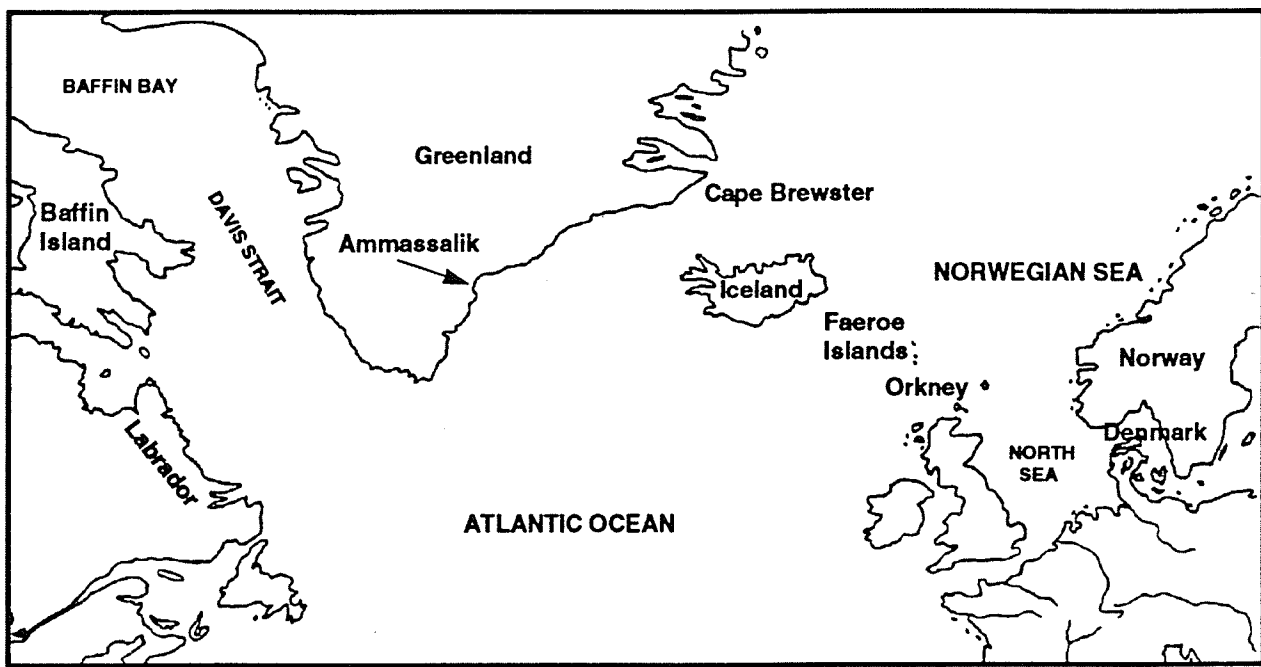 BAFFIN BAY
Greenland
Cape Brewster
Baffin
Island
DAVIS STRAIT
Ammassalik
NORWEGIAN SEA
Iceland
Faeroe
Islands
Norway
Orkney
Labrador
Denmark
NORTH
SEA
ATLANTIC OCEAN